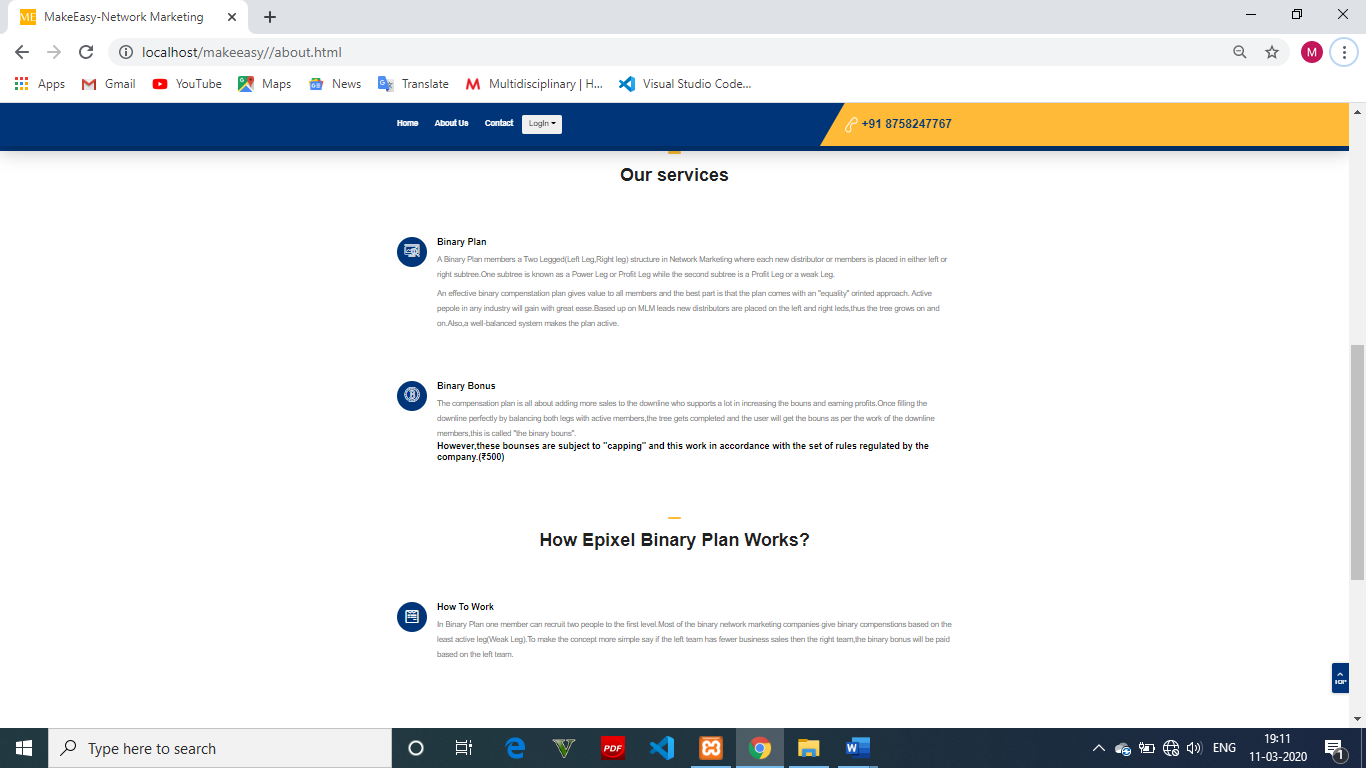 ME MakeEasy-Network Marketing
localhost/makeeasy//about.html
M
Apps Gmail YouTube Maps News Translate Multidisciplinary | H... Visual Studio Code...
Home About Us Contact LogIn +91 8758247767
Our services
Binary Plan
A Binary Plan members a Two Legged(Left Leg,Right leg) structure in Network Marketing where each new distributor or members is placed in either left or
right subtree.One subtree is known as a Power Leg or Profit Leg while the second subtree is a Profit Leg or a weak Leg.
An effective binary compenstation plan gives value to all members and the best part is that the plan comes with an "equality" orinted approach. Active
pepole in any industry will gain with great ease.Based up on MLM leads new distributors are placed on the left and right leds,thus the tree grows on and
on.Also,a well-balanced system makes the plan active.
Binary Bonus
The compensation plan is all about adding more sales to the downline who supports a lot in increasing the bouns and earning profits.Once filling the
downline perfectly by balancing both legs with active members,the tree gets completed and the user will get the bouns as per the work of the downline
members,this is called "the binary bouns".
However,these bounses are subject to "capping" and this work in accordance with the set of rules regulated by the
company.(₹500)
How Epixel Binary Plan Works?
How To Work
In Binary Plan one member can recruit two people to the first level.Most of the binary network marketing companies give binary compenstions based on the
least active leg(Weak Leg).To make the concept more simple say if the left team has fewer business sales then the right team,the binary bonus will be paid
based on the left team.
TOP
Type here to search
PDF
ENG
19:11
11-03-2020
1